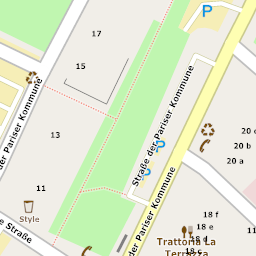 P
17
15
Straße der Pariser Kommune
der Pariser Kommune
13
P
20 c
20 b
20 a
11
P
Style
der Pariser Kommune
18 f
18 e
18 d
Trattoria La
Terrazza
Straße